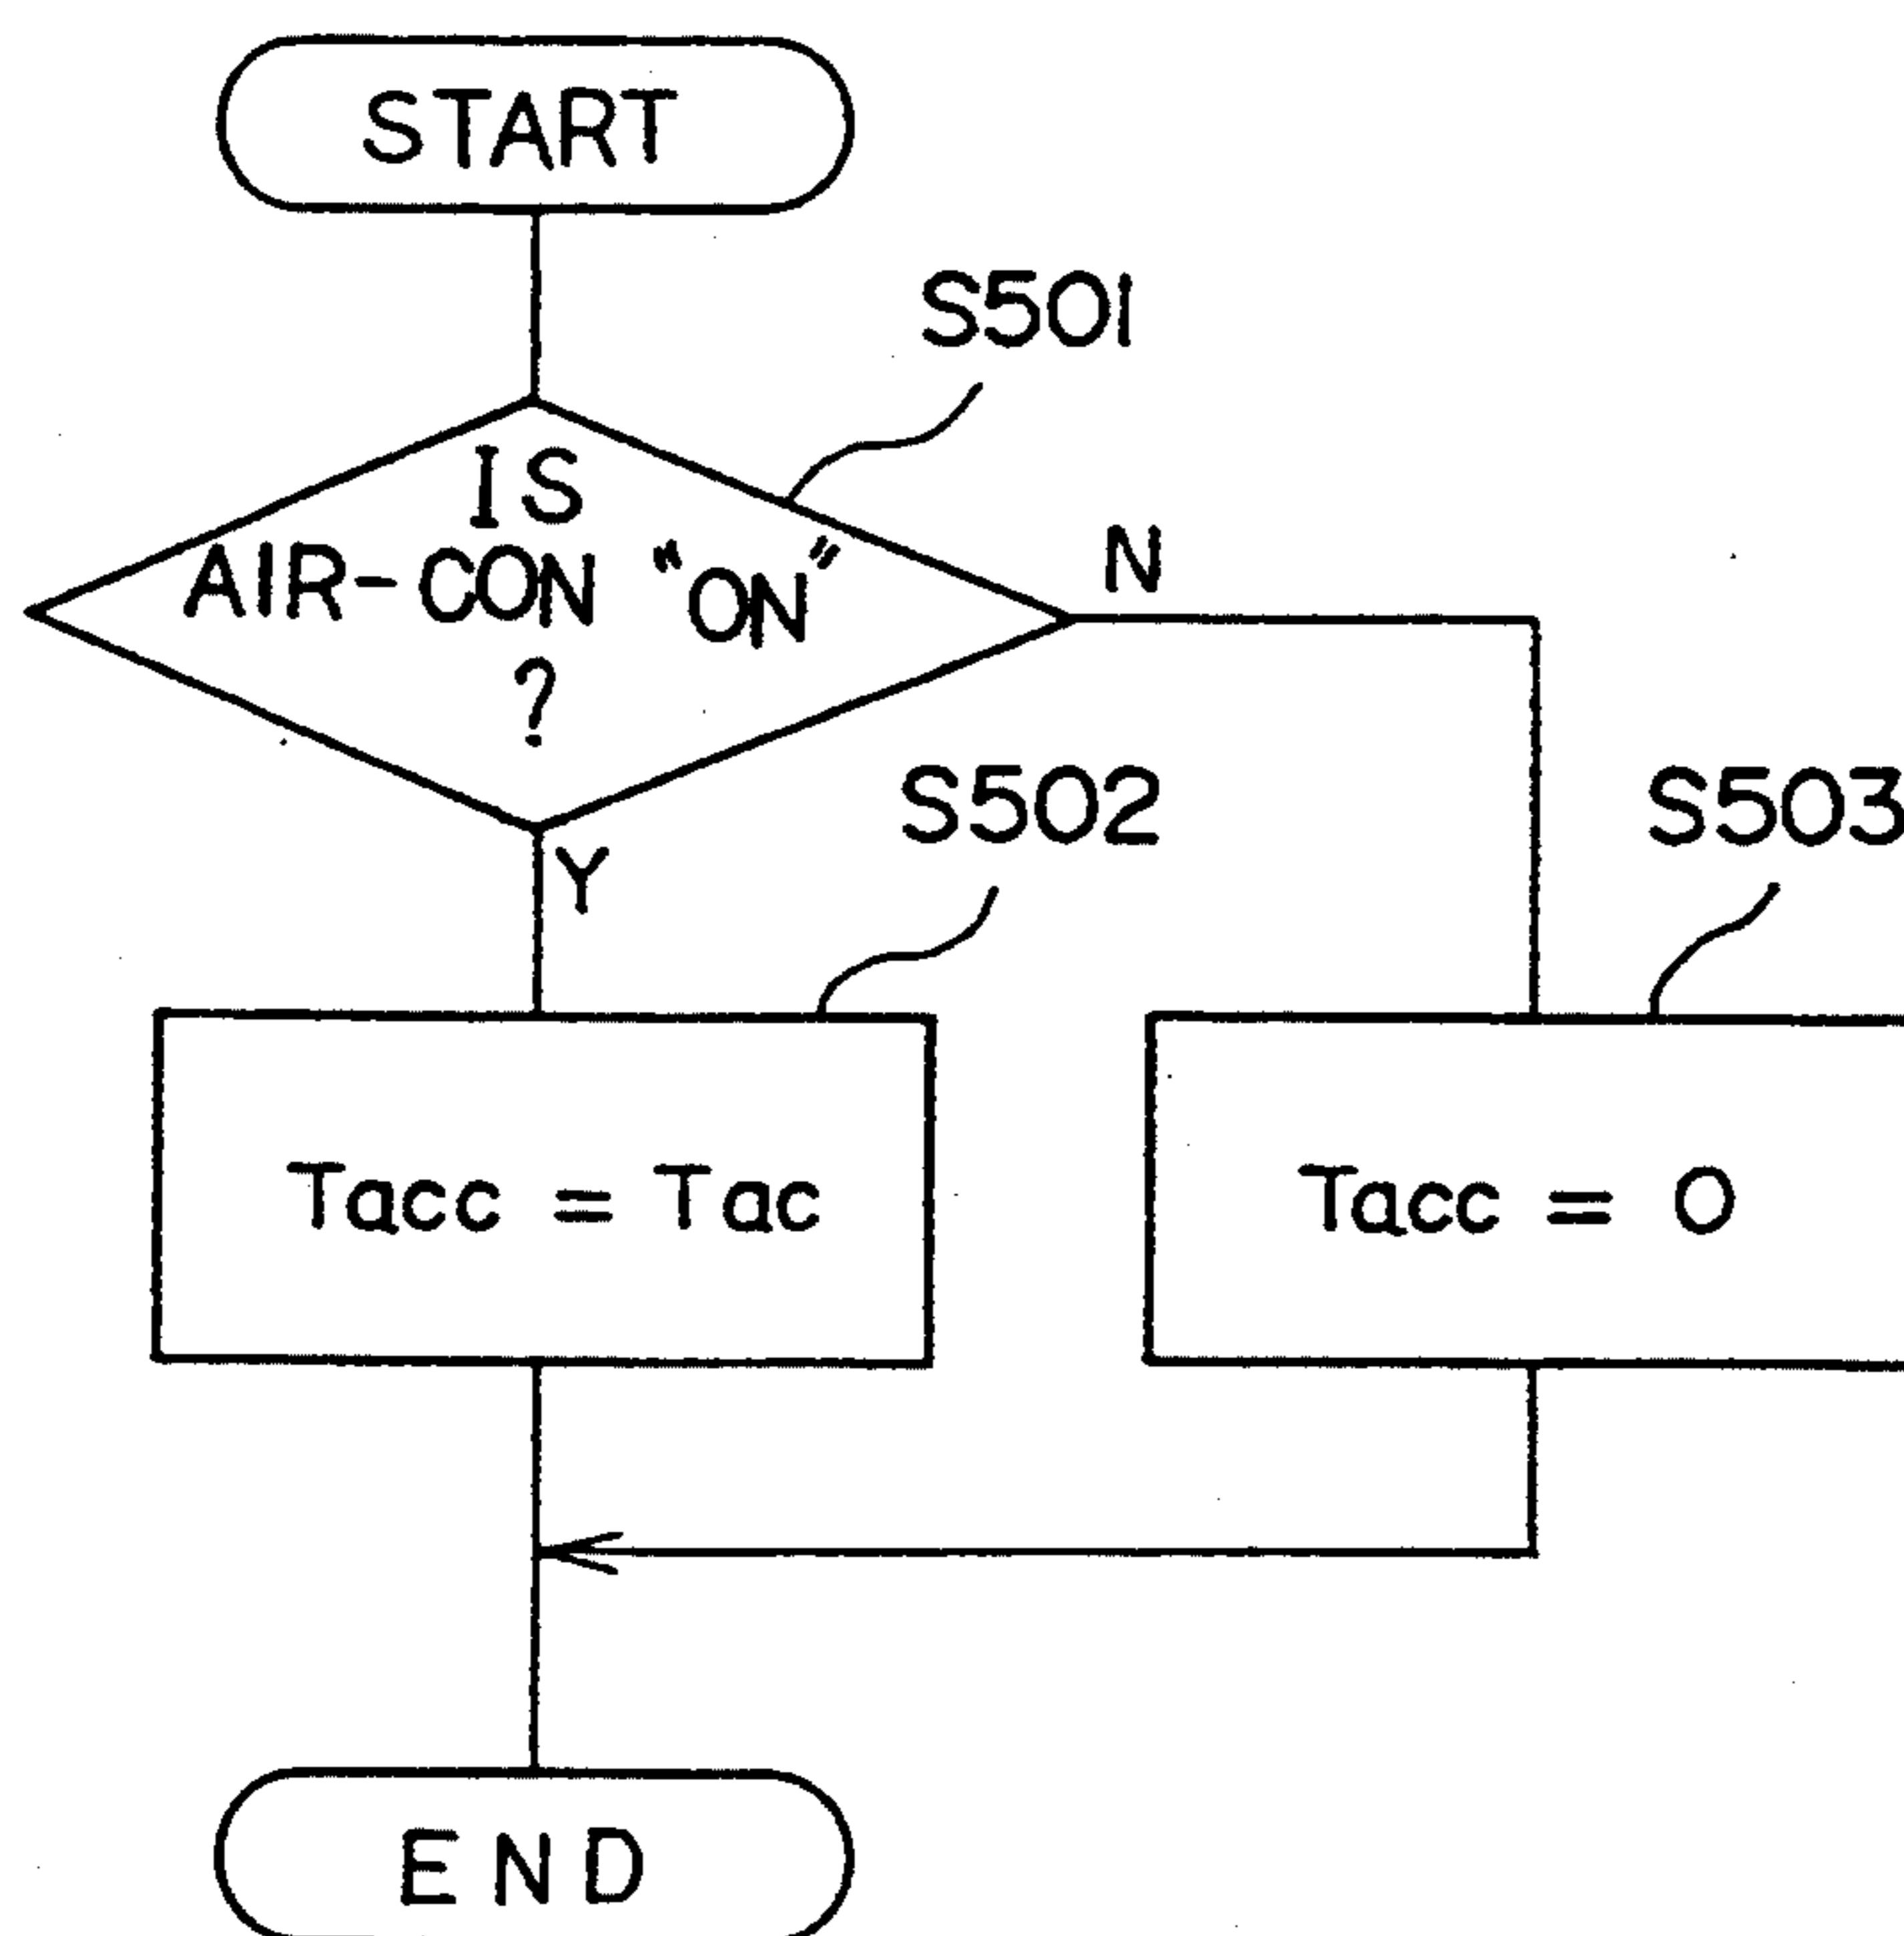 START
S501
IS
AIR-CON "ON"
?
N
Y
S502
S503
Tacc = Tac
Tacc = 0
END